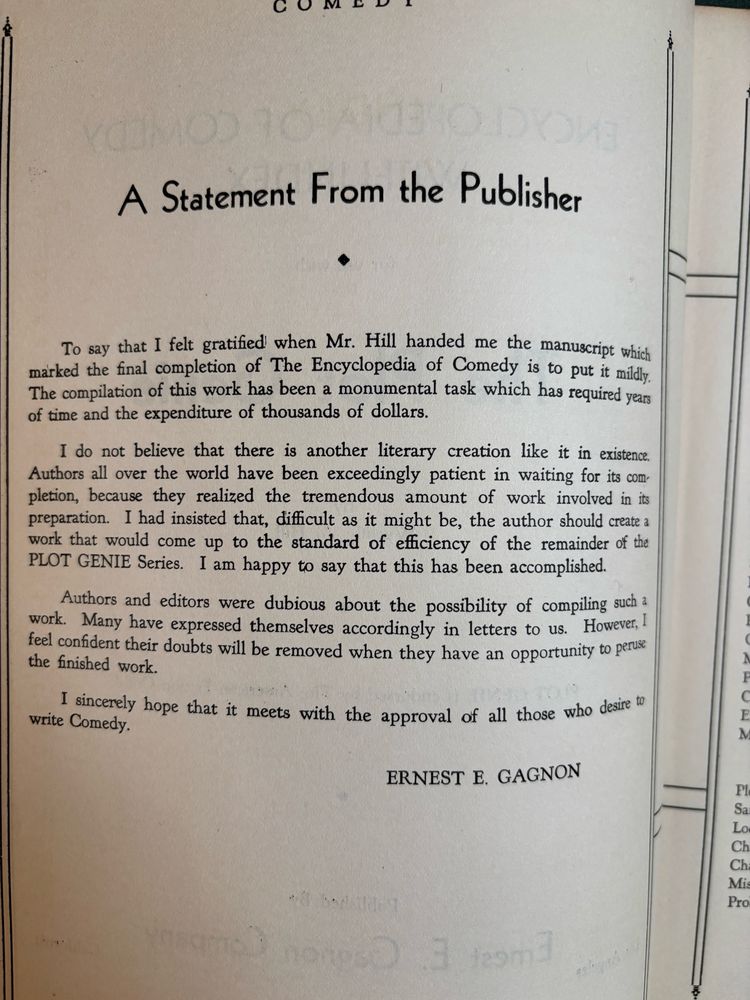 COMEDY
A Statement From the Publisher
To say that I felt gratified when Mr. Hill handed me the manuscript which
marked the final completion of The Encyclopedia of Comedy is to put it mildly.
The compilation of this work has been a monumental task which has required years
of time and the expenditure of thousands of dollars.
I do not believe that there is another literary creation like it in existence.
Authors all over the world have been exceedingly patient in waiting for its com-
pletion, because they realized the tremendous amount of work involved in its
preparation. I had insisted that, difficult as it might be, the author should create a
work that would come up to the standard of efficiency of the remainder of the
PLOT GENIE Series. I am happy to say that this has been accomplished.
Authors and editors were dubious about the possibility of compiling such a
work. Many have expressed themselves accordingly in letters to us. However, I
feel confident their doubts will be removed when they have an opportunity to peruse
the finished work.
I sincerely hope that it meets with the approval of all those who desire to
write Comedy.
ERNEST E. GAGNON
Sa
Loc
Ch
Cha
Mis
Pro